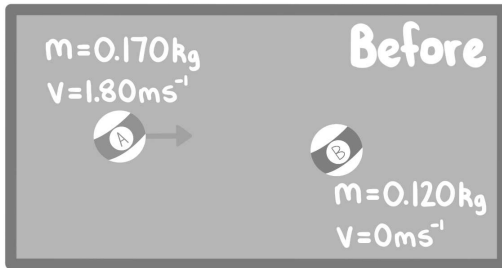 Before
m=0.170kg
v=1.80ms⁻¹
A
B
m=0.120kg
v=0ms⁻¹